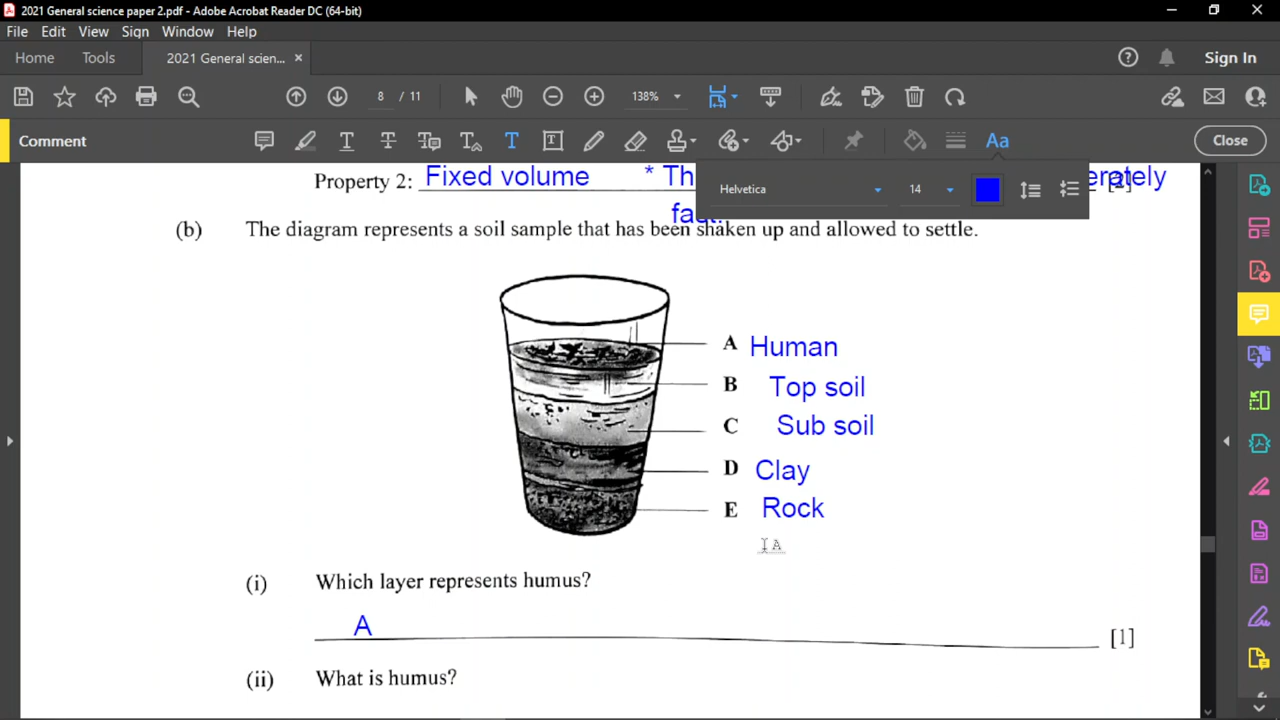 2021 General science paper 2.pdf - Adobe Acrobat Reader DC (64-bit)
File Edit View Sign Window Help
Home Tools 2021 General scien... × Sign In
8 / 11 138%
Comment Close
Helvetica 14
Property 2: Fixed volume * Th erately [2]
(b) The diagram represents a soil sample that has been shaken up and allowed to settle.
A Human
B Top soil
C Sub soil
D Clay
E Rock
A
(i) Which layer represents humus?
A [1]
(ii) What is humus?